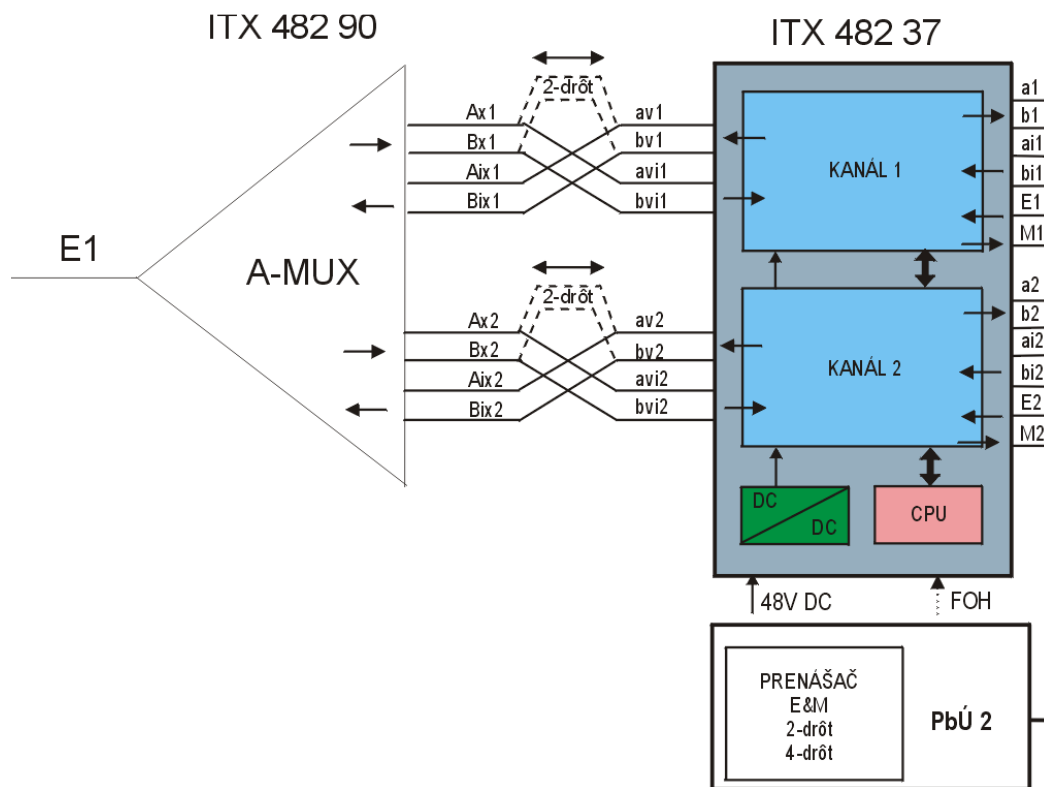 ITX 482 90
ITX 482 37
E1
A-MUX
2-drôt
Ax1
Bx1
Aix1
Bix1
av1
bv1
avi1
bvi1
2-drôt
Ax2
Bx2
Aix2
Bix2
av2
bv2
avi2
bvi2
KANÁL 1
KANÁL 2
DC
DC
CPU
a1
b1
ai1
bi1
E1
M1
a2
b2
ai2
bi2
E2
M2
48V DC
FOH
PRENÁŠAČ
E&M
2-drôt
4-drôt
PbÚ 2